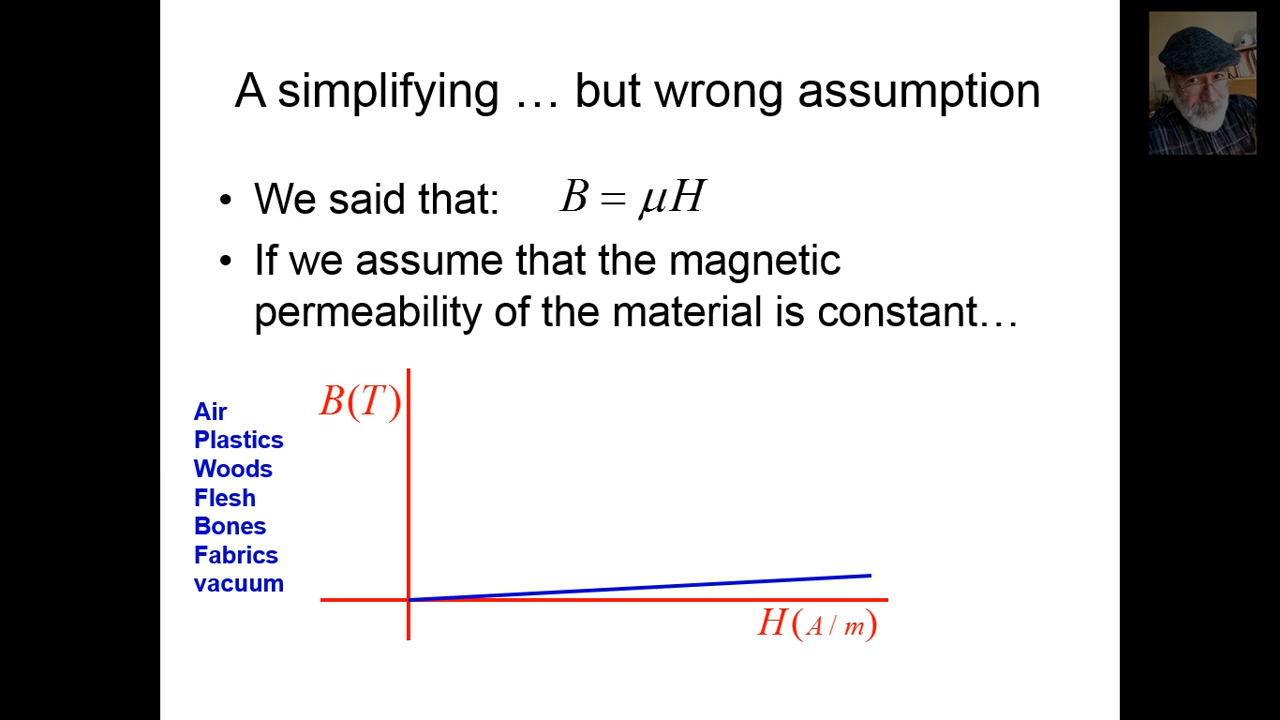 A simplifying … but wrong assumption
• We said that: B = μH
• If we assume that the magnetic
permeability of the material is constant…
B(T)
Air
Plastics
Woods
Flesh
Bones
Fabrics
vacuum
H(A/m)